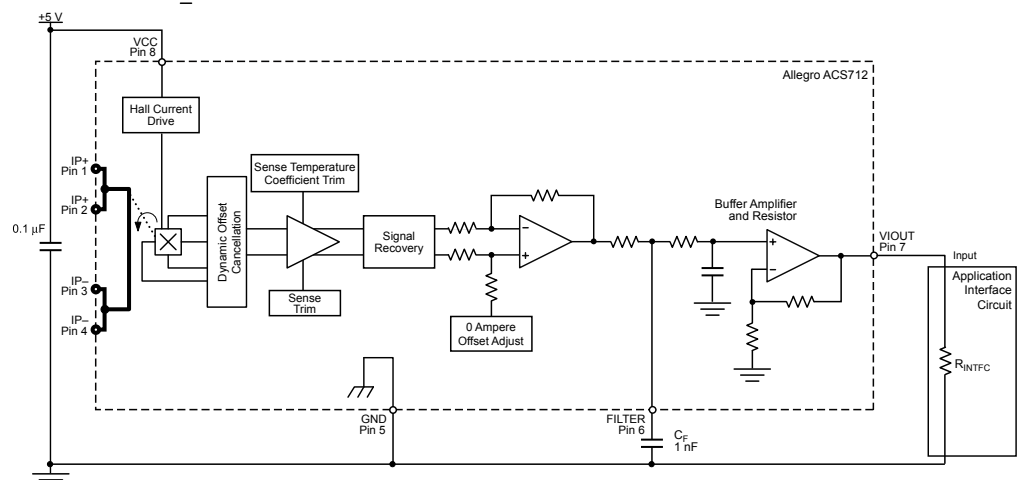 +5 V
VCC
Pin 8
Allegro ACS712
Hall Current
Drive
IP+
Pin 1
IP+
Pin 2
IP–
Pin 3
IP–
Pin 4
0.1 µF
Dynamic Offset
Cancellation
Sense Temperature
Coefficient Trim
Sense
Trim
Signal
Recovery
0 Ampere
Offset Adjust
Buffer Amplifier
and Resistor
VIOUT
Pin 7
Input
Application
Interface
Circuit
RINTFC
GND
Pin 5
FILTER
Pin 6
CF
1 nF